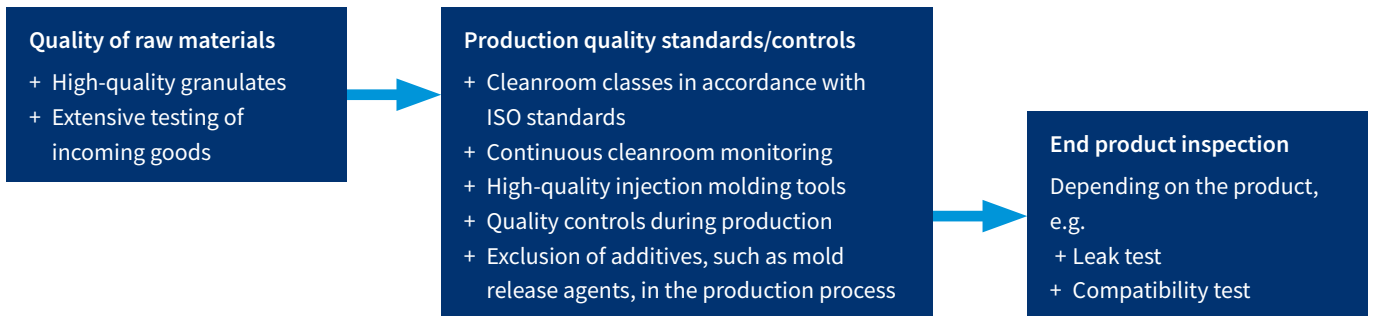 Quality of raw materials
+ High-quality granulates
+ Extensive testing of
incoming goods
Production quality standards/controls
+ Cleanroom classes in accordance with
ISO standards
+ Continuous cleanroom monitoring
+ High-quality injection molding tools
+ Quality controls during production
+ Exclusion of additives, such as mold
release agents, in the production process
End product inspection
Depending on the product,
e.g.
+ Leak test
+ Compatibility test